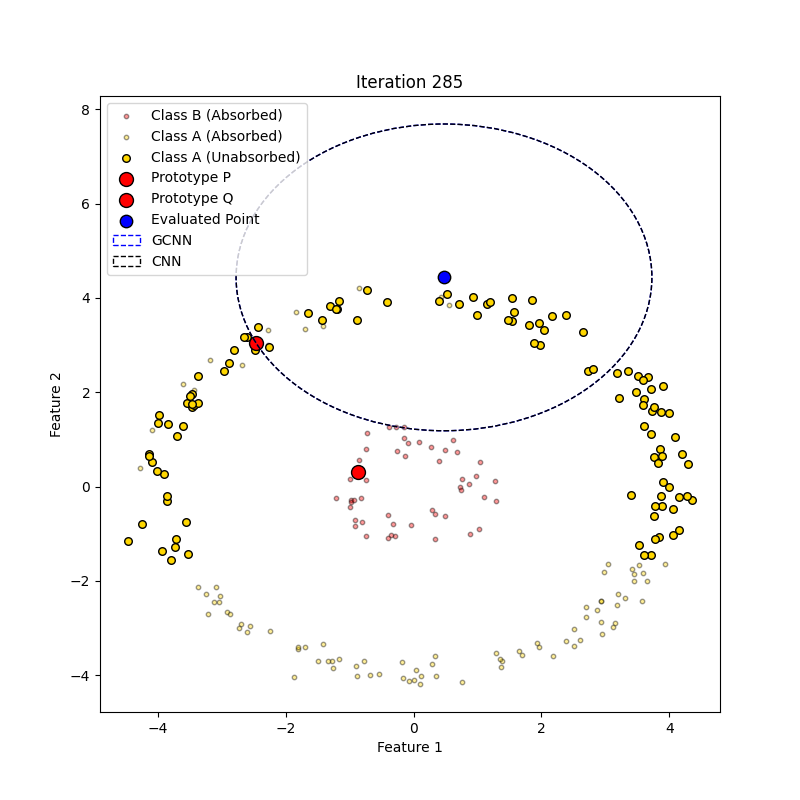 Iteration 285
8
6
4
2
0
−2
−4
Feature 2
Class B (Absorbed)
Class A (Absorbed)
Class A (Unabsorbed)
Prototype P
Prototype Q
Evaluated Point
GCNN
CNN
−4
−2
0
2
4
Feature 1